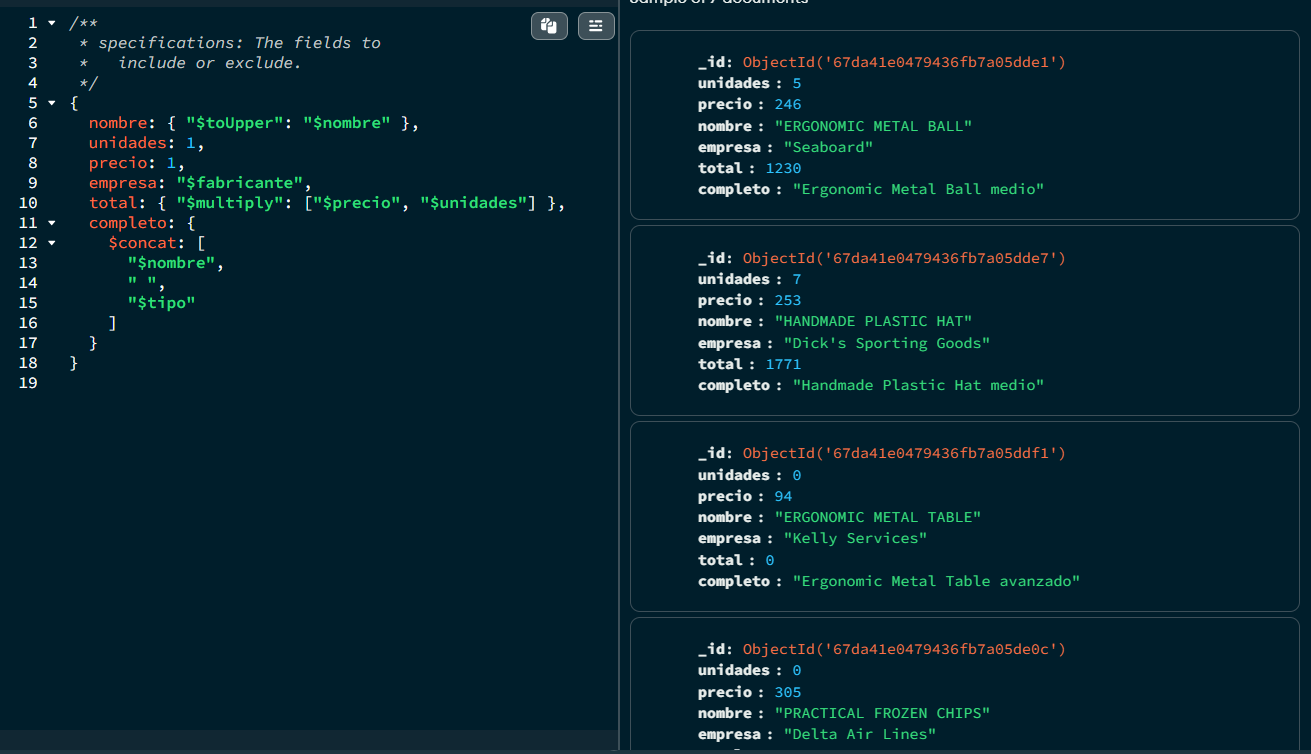 1 /**
2  * specifications: The fields to
3  *   include or exclude.
4  */
5 {
6   nombre: { "$toUpper": "$nombre" },
7   unidades: 1,
8   precio: 1,
9   empresa: "$fabricante",
10   total: { "$multiply": ["$precio", "$unidades"] },
11   completo: {
12     $concat: [
13       "$nombre",
14       " ",
15       "$tipo"
16     ]
17   }
18 }
19
Sample of 7 documents
_id: ObjectId('67da41e0479436fb7a05dde1')
unidades : 5
precio : 246
nombre : "ERGONOMIC METAL BALL"
empresa : "Seaboard"
total : 1230
completo : "Ergonomic Metal Ball medio"
_id: ObjectId('67da41e0479436fb7a05dde7')
unidades : 7
precio : 253
nombre : "HANDMADE PLASTIC HAT"
empresa : "Dick's Sporting Goods"
total : 1771
completo : "Handmade Plastic Hat medio"
_id: ObjectId('67da41e0479436fb7a05ddf1')
unidades : 0
precio : 94
nombre : "ERGONOMIC METAL TABLE"
empresa : "Kelly Services"
total : 0
completo : "Ergonomic Metal Table avanzado"
_id: ObjectId('67da41e0479436fb7a05de0c')
unidades : 0
precio : 305
nombre : "PRACTICAL FROZEN CHIPS"
empresa : "Delta Air Lines"